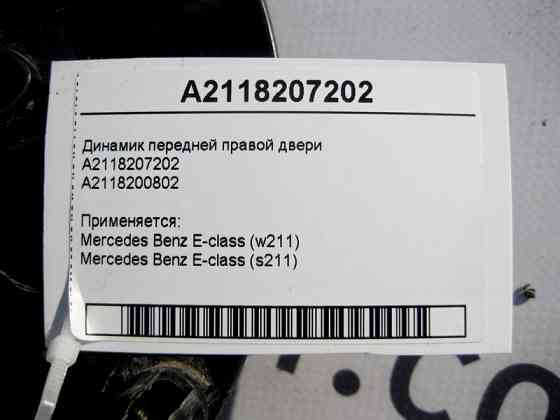 A2118207202
Динамик передней правой двери
A2118207202
A2118200802
Применяется:
Mercedes Benz E-class (w211)
Mercedes Benz E-class (s211)